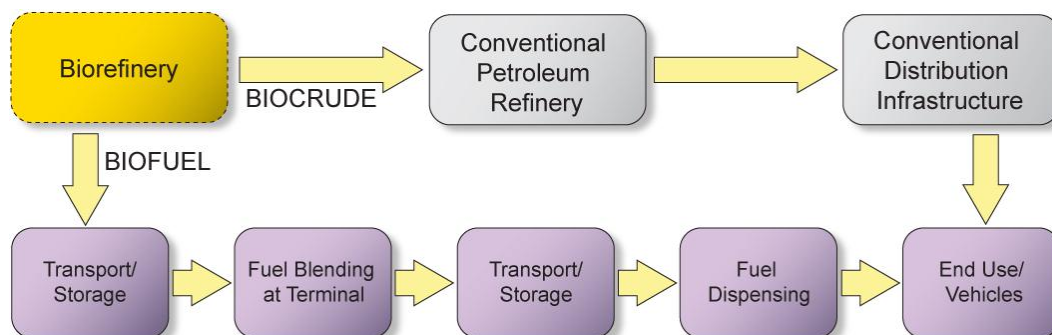 Biorefinery
BIOCRUDE
Conventional
Petroleum
Refinery
Conventional
Distribution
Infrastructure
BIOFUEL
Transport/
Storage
Fuel Blending
at Terminal
Transport/
Storage
Fuel
Dispensing
End Use/
Vehicles